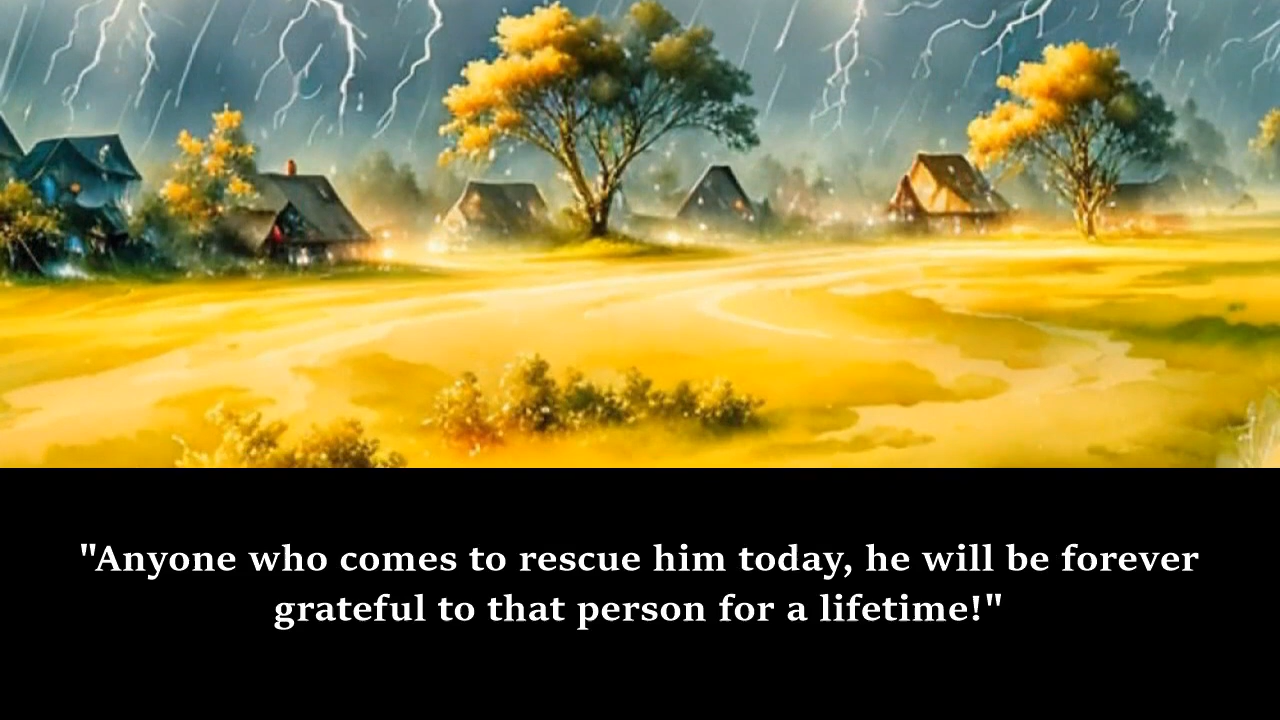 "Anyone who comes to rescue him today, he will be forever
grateful to that person for a lifetime!"